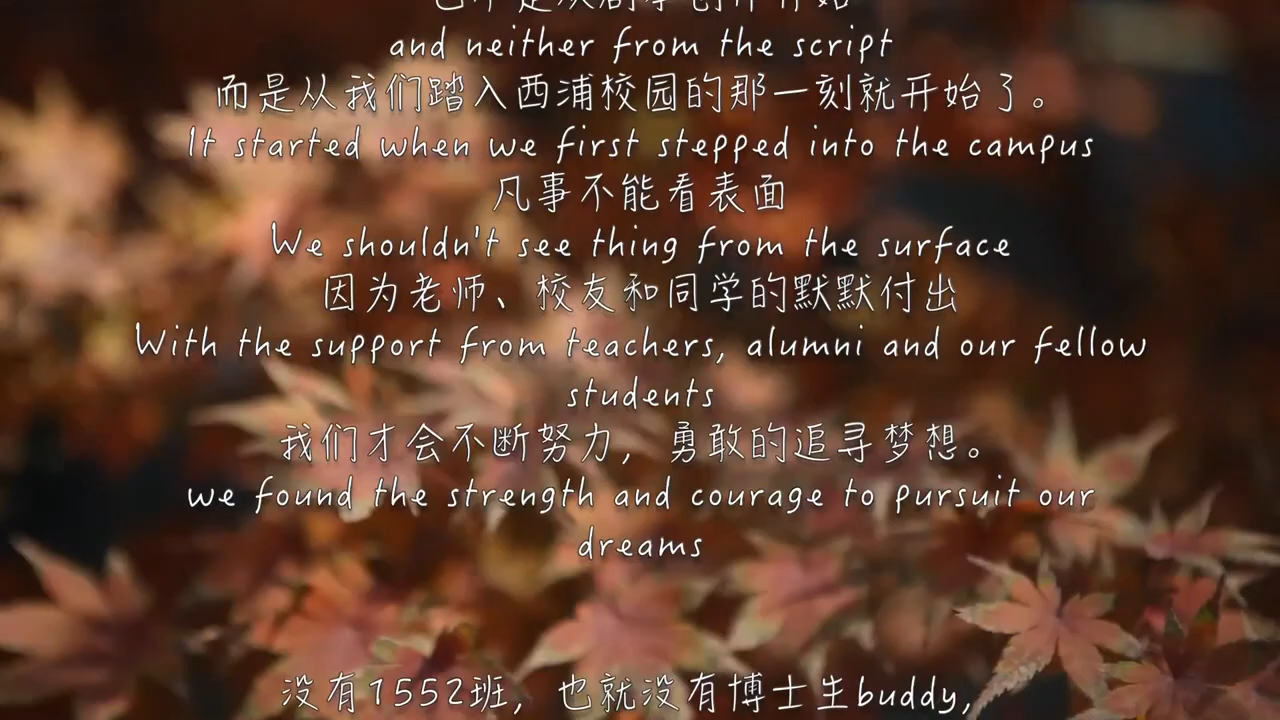 and neither from the script
而是从我们踏入西浦校园的那一刻就开始了。
It started when we first stepped into the campus
凡事不能看表面
We shouldn't see thing from the surface
因为老师、校友和同学的默默付出
With the support from teachers, alumni and our fellow
students
我们才会不断努力，勇敢的追寻梦想。
we found the strength and courage to pursuit our
dreams
没有1552班，也就没有博士生buddy,